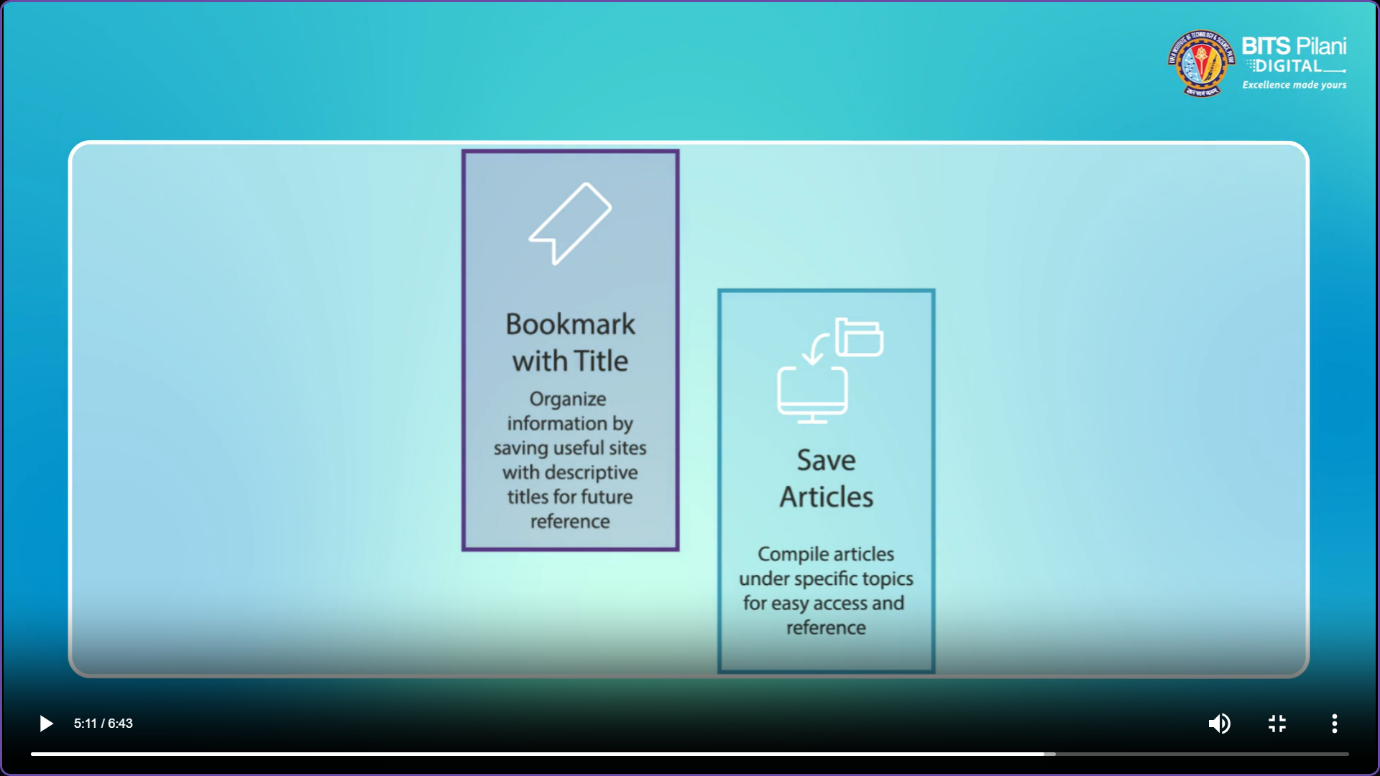 BITS Pilani
DIGITAL
Excellence made yours
Bookmark
with Title
Organize
information by
saving useful sites
with descriptive
titles for future
reference
Save
Articles
Compile articles
under specific topics
for easy access and
reference
5:11 / 6:43